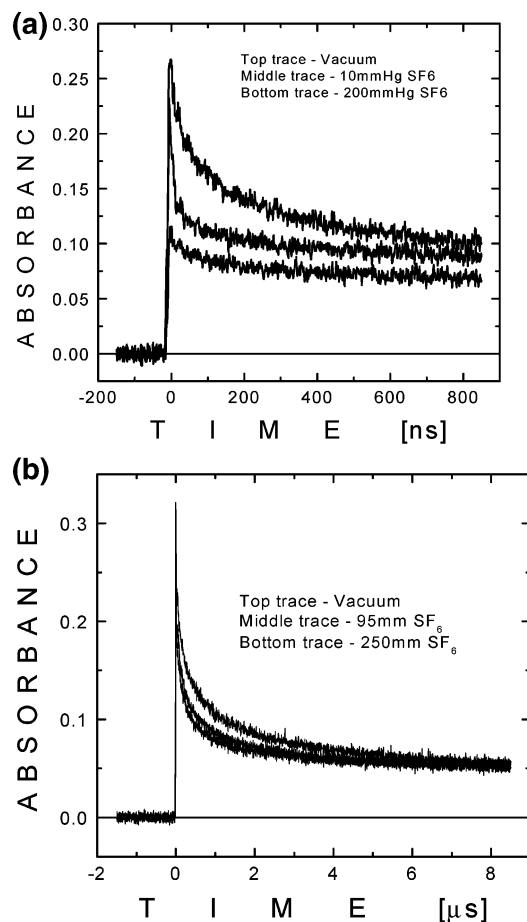 (a)
0.30
0.25
0.20
0.15
0.10
0.05
0.00
ABSORBANCE
Top trace - Vacuum
Middle trace - 10mmHg SF6
Bottom trace - 200mmHg SF6
-200 0 200 400 600 800
TIME [ns]
(b)
0.3
0.2
0.1
0.0
ABSORBANCE
Top trace - Vacuum
Middle trace - 95mm SF6
Bottom trace - 250mm SF6
-2 0 2 4 6 8
TIME [μs]